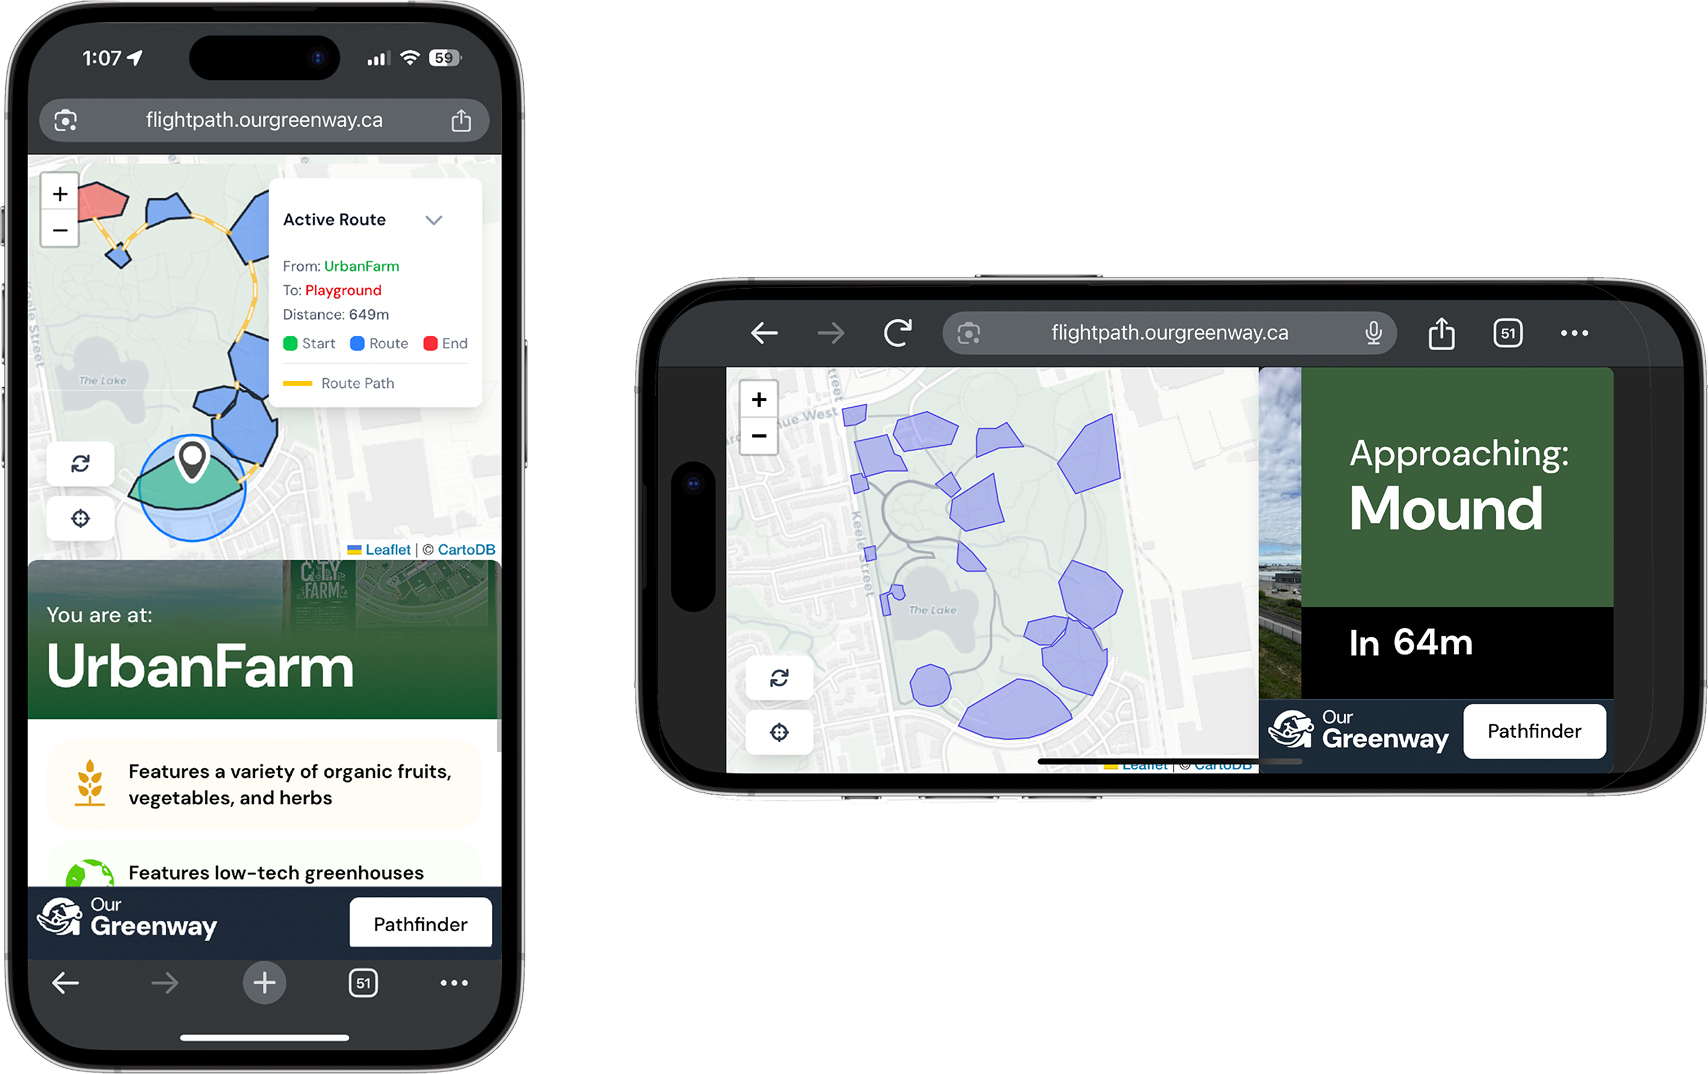 1:07
59
flightpath.ourgreenway.ca
+
−
Active Route
From: UrbanFarm
To: Playground
Distance: 649m
Start Route End
Route Path
Keele Street
The Lake
Leaflet | © CartoDB
CITY
FARM
You are at:
UrbanFarm
Features a variety of organic fruits,
vegetables, and herbs
Features low-tech greenhouses
Our
Greenway
Pathfinder
51
flightpath.ourgreenway.ca
51
+
−
nue West
Keele Street
The Lake
Leaflet | © CartoDB
Approaching:
Mound
In 64m
Our
Greenway
Pathfinder